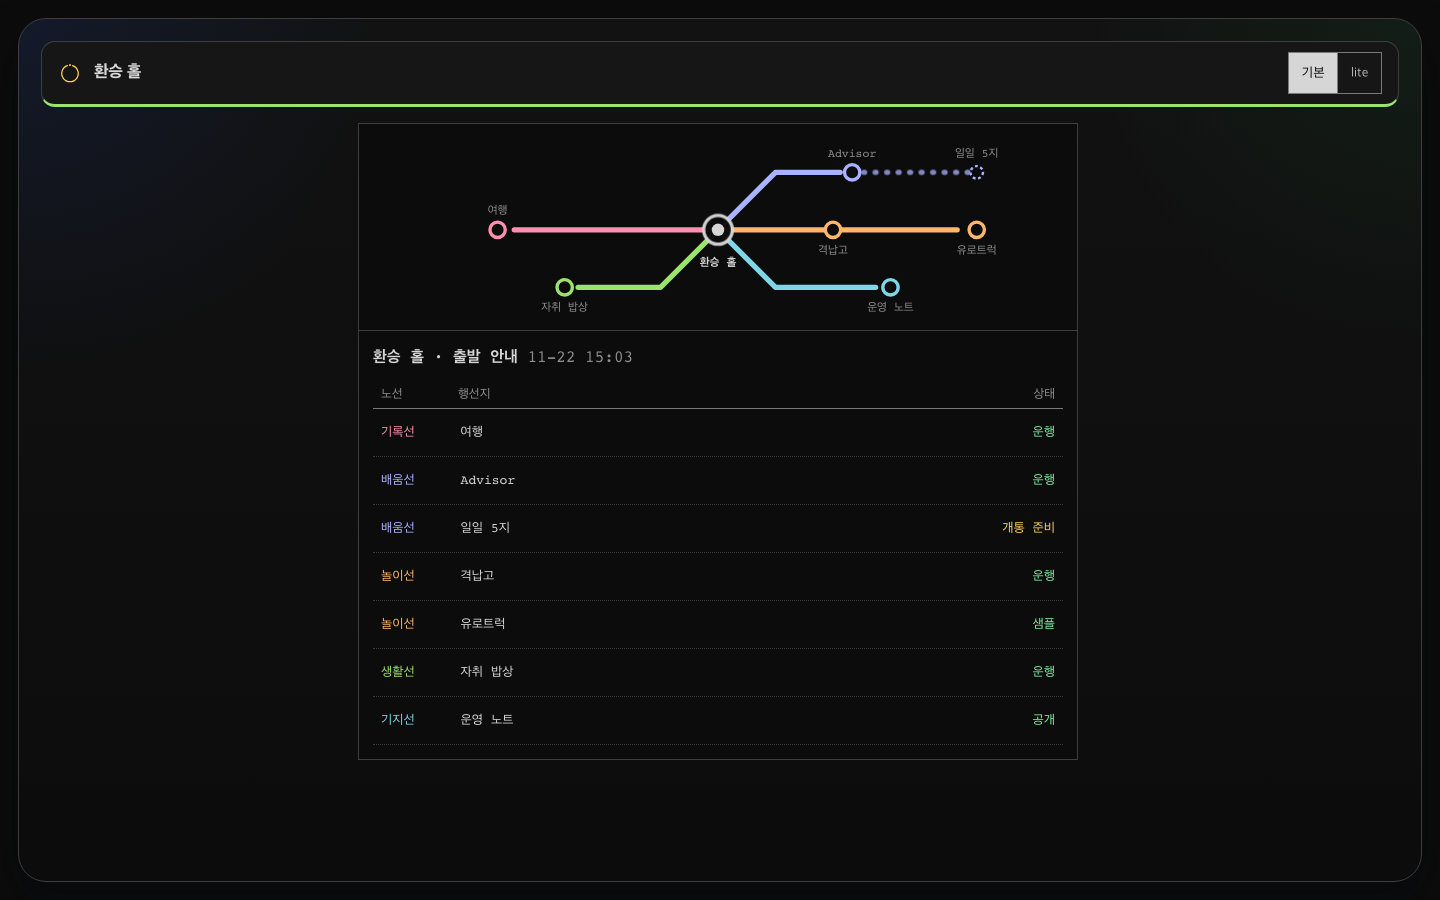 환승 홀
기본 lite
Advisor 일일 5지
여행
격납고 유로트럭
환승 홀
자취 밥상 운영 노트
환승 홀 · 출발 안내 11-22 15:03
노선 행선지 상태
기록선 여행 운행
배움선 Advisor 운행
배움선 일일 5지 개통 준비
놀이선 격납고 운행
놀이선 유로트럭 샘플
생활선 자취 밥상 운행
기지선 운영 노트 공개